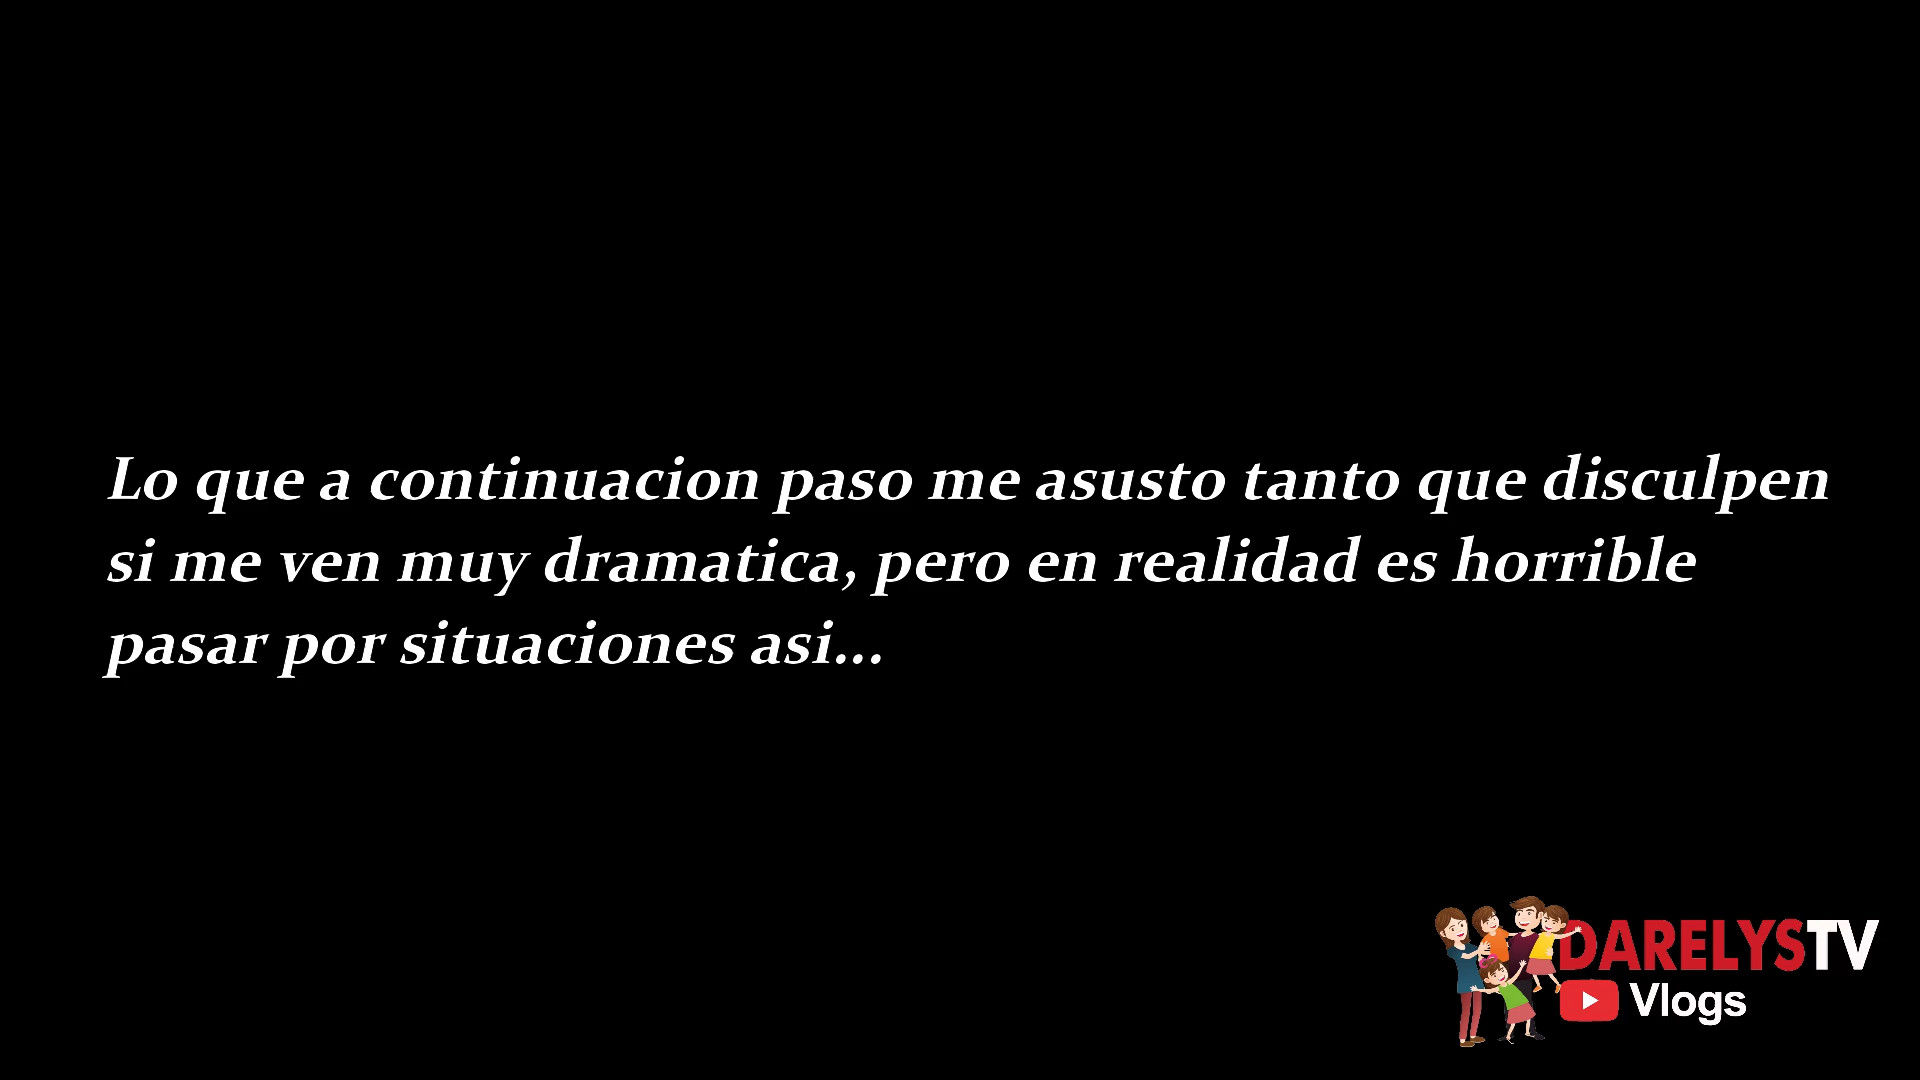 Lo que a continuacion paso me asusto tanto que disculpen
si me ven muy dramatica, pero en realidad es horrible
pasar por situaciones asi...
DARELYSTV
Vlogs